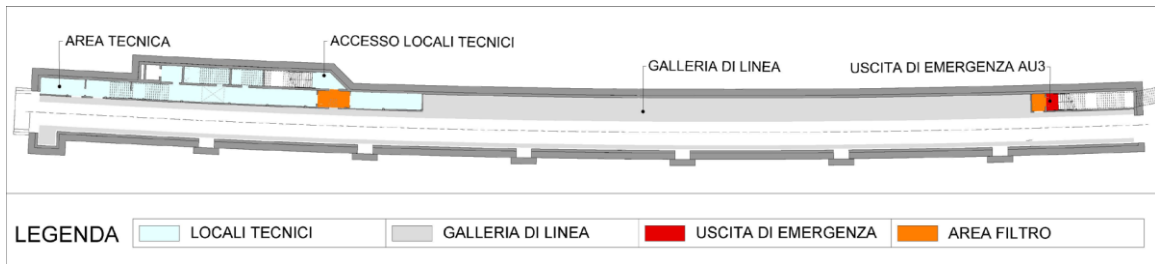 AREA TECNICA
ACCESSO LOCALI TECNICI
GALLERIA DI LINEA
USCITA DI EMERGENZA AU3
LEGENDA
LOCALI TECNICI
GALLERIA DI LINEA
USCITA DI EMERGENZA
AREA FILTRO